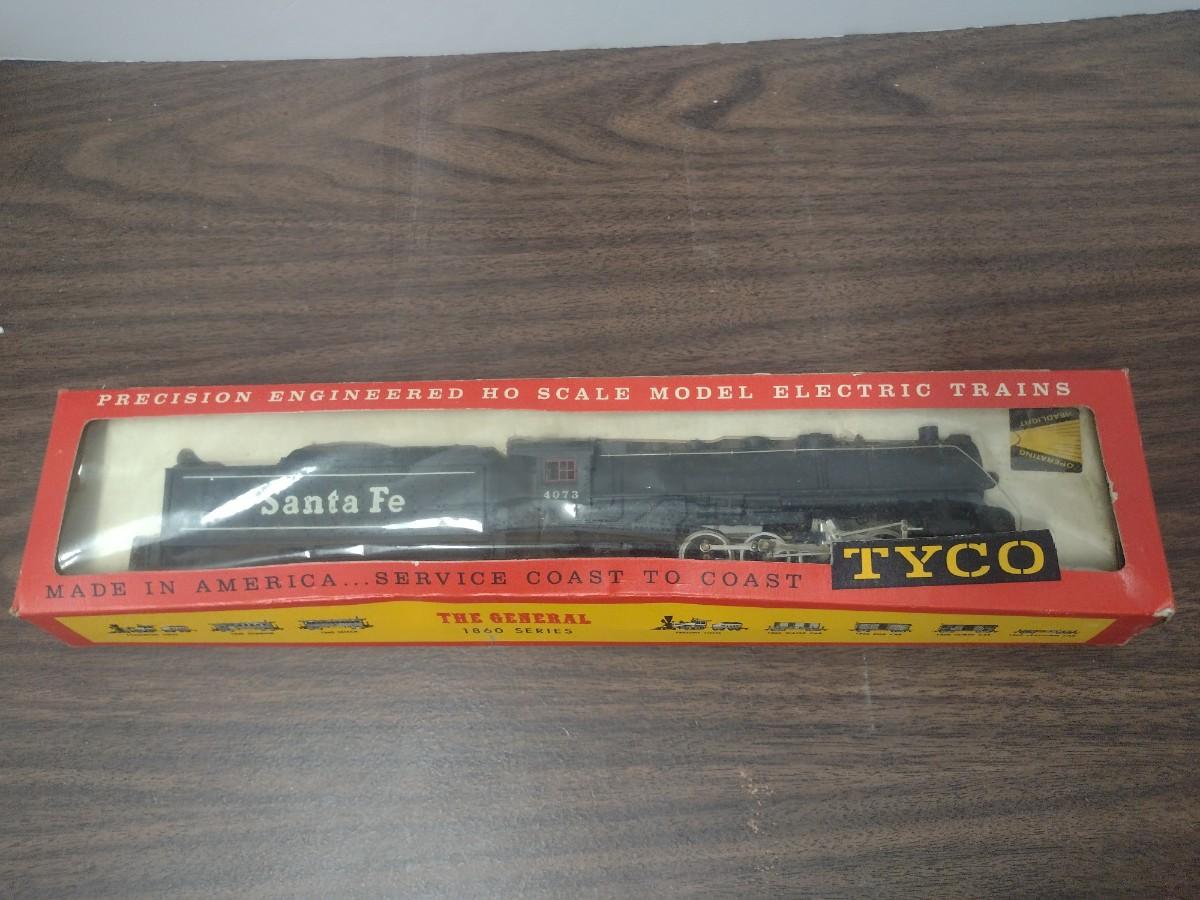 PRECISION ENGINEERED HO SCALE MODEL ELECTRIC TRAINS
HEADLIGHT
OPERATING
Santa Fe
4073
MADE IN AMERICA...SERVICE COAST TO COAST
TYCO
THE GENERAL
1860 SERIES